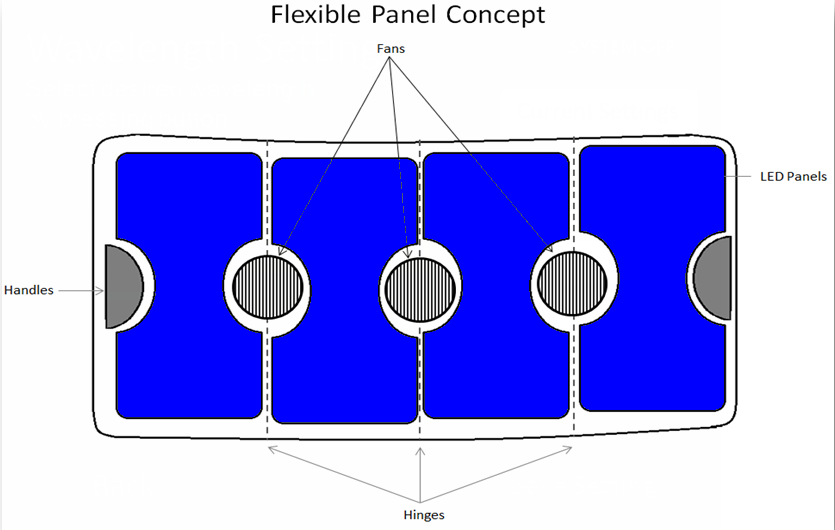 Flexible Panel Concept
Fans
LED Panels
Handles
Hinges